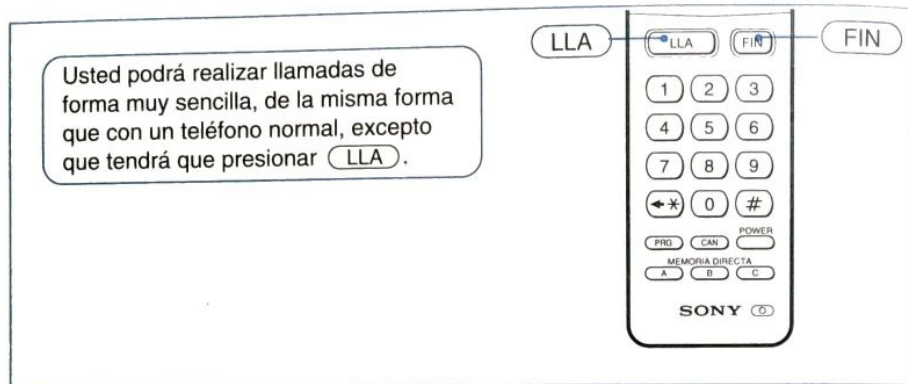 Usted podrá realizar llamadas de
forma muy sencilla, de la misma forma
que con un teléfono normal, excepto
que tendrá que presionar LLA.
LLA
LLA
FIN
FIN
1 2 3
4 5 6
7 8 9
* 0 #
POWER
PRG CAN
MEMORIA DIRECTA
A B C
SONY